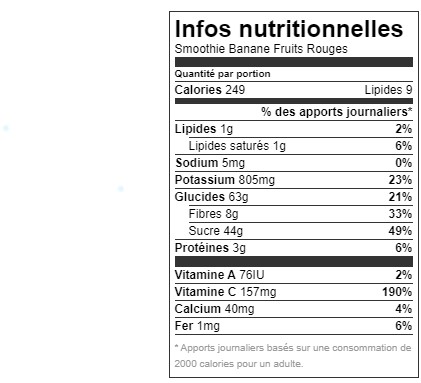 Infos nutritionnelles
Smoothie Banane Fruits Rouges
Quantité par portion
Calories 249 Lipides 9
% des apports journaliers*
Lipides 1g 2%
Lipides saturés 1g 6%
Sodium 5mg 0%
Potassium 805mg 23%
Glucides 63g 21%
Fibres 8g 33%
Sucre 44g 49%
Protéines 3g 6%
Vitamine A 76IU 2%
Vitamine C 157mg 190%
Calcium 40mg 4%
Fer 1mg 6%
* Apports journaliers basés sur une consommation de
2000 calories pour un adulte.